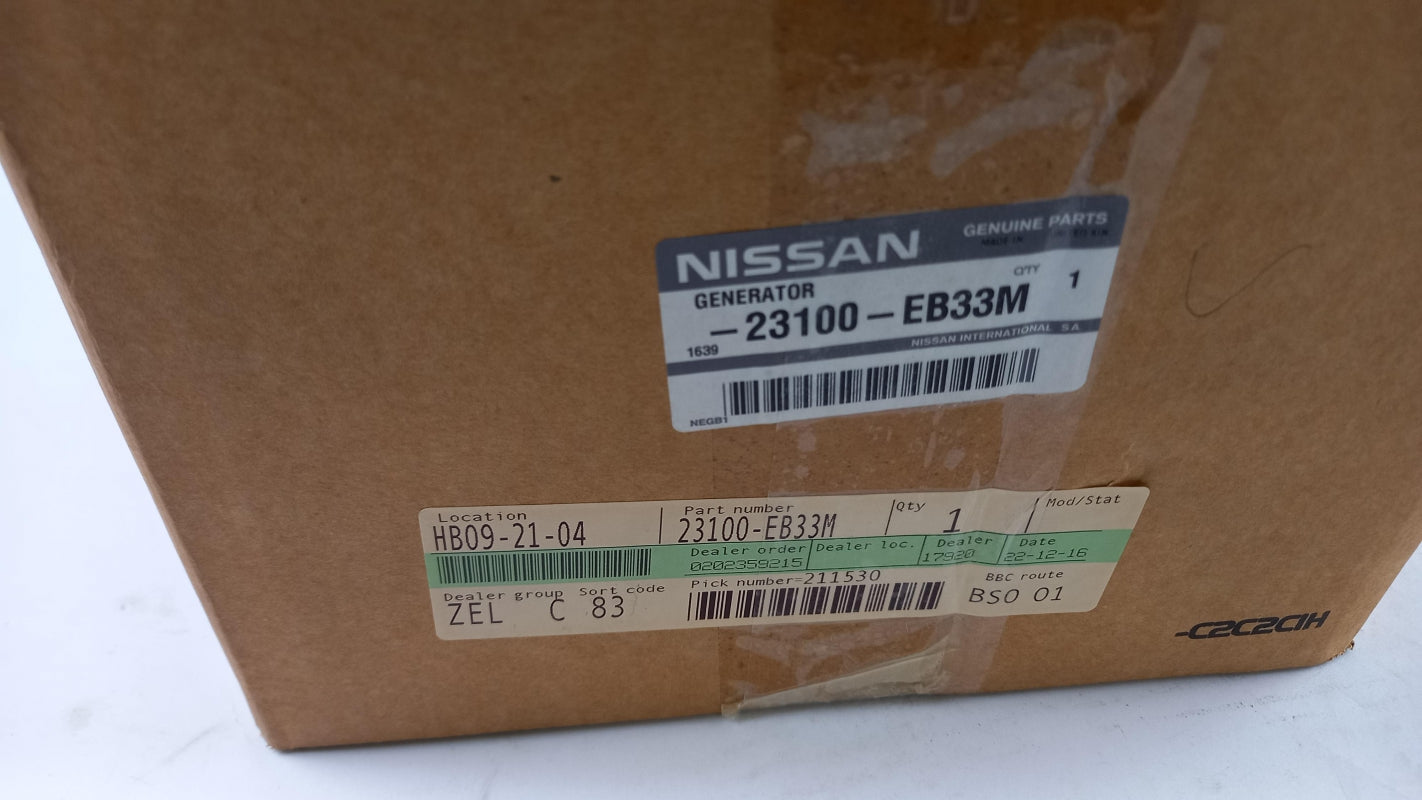 NISSAN GENUINE PARTS
MADE IN
GENERATOR QTY 1
-23100-EB33M
1639 NISSAN INTERNATIONAL SA
NEGB1
Location Part number Qty Mod/Stat
HB09-21-04 23100-EB33M 1
Dealer order Dealer loc. Dealer Date
0202359215 17920 22-12-16
Dealer group Sort code Pick number=211530 BBC route
ZEL C 83 BSO 01